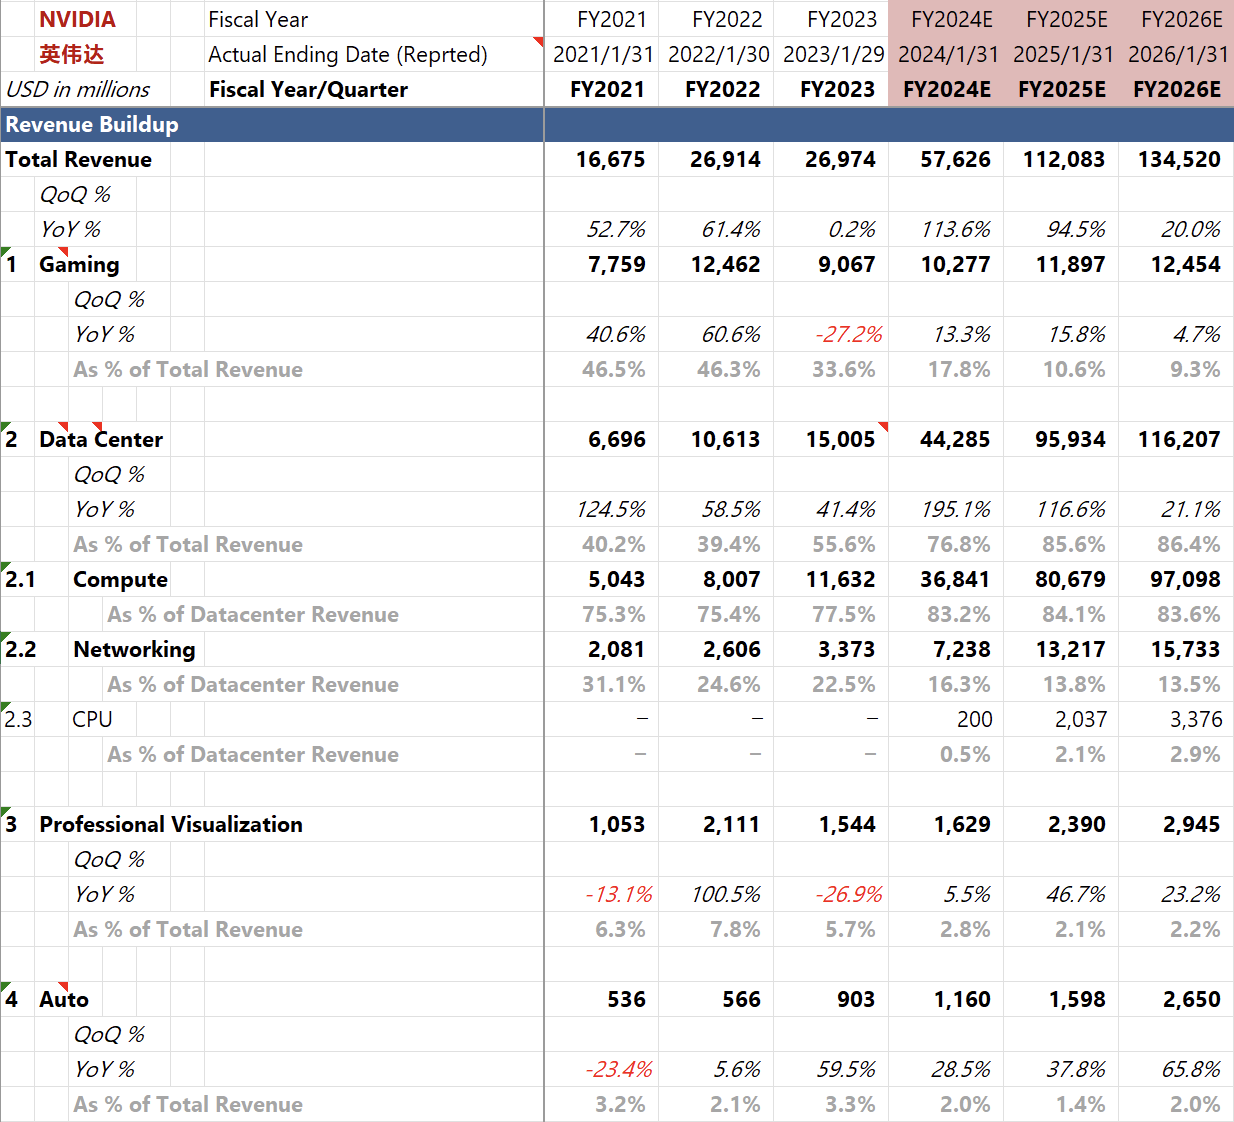 NVIDIA Fiscal Year FY2021 FY2022 FY2023 FY2024E FY2025E FY2026E
英伟达 Actual Ending Date (Reprted) 2021/1/31 2022/1/30 2023/1/29 2024/1/31 2025/1/31 2026/1/31
USD in millions Fiscal Year/Quarter FY2021 FY2022 FY2023 FY2024E FY2025E FY2026E
Revenue Buildup
Total Revenue 16,675 26,914 26,974 57,626 112,083 134,520
QoQ %
YoY % 52.7% 61.4% 0.2% 113.6% 94.5% 20.0%
1 Gaming 7,759 12,462 9,067 10,277 11,897 12,454
QoQ %
YoY % 40.6% 60.6% -27.2% 13.3% 15.8% 4.7%
As % of Total Revenue 46.5% 46.3% 33.6% 17.8% 10.6% 9.3%
2 Data Center 6,696 10,613 15,005 44,285 95,934 116,207
QoQ %
YoY % 124.5% 58.5% 41.4% 195.1% 116.6% 21.1%
As % of Total Revenue 40.2% 39.4% 55.6% 76.8% 85.6% 86.4%
2.1 Compute 5,043 8,007 11,632 36,841 80,679 97,098
As % of Datacenter Revenue 75.3% 75.4% 77.5% 83.2% 84.1% 83.6%
2.2 Networking 2,081 2,606 3,373 7,238 13,217 15,733
As % of Datacenter Revenue 31.1% 24.6% 22.5% 16.3% 13.8% 13.5%
2.3 CPU – – – 200 2,037 3,376
As % of Datacenter Revenue – – – 0.5% 2.1% 2.9%
3 Professional Visualization 1,053 2,111 1,544 1,629 2,390 2,945
QoQ %
YoY % -13.1% 100.5% -26.9% 5.5% 46.7% 23.2%
As % of Total Revenue 6.3% 7.8% 5.7% 2.8% 2.1% 2.2%
4 Auto 536 566 903 1,160 1,598 2,650
QoQ %
YoY % -23.4% 5.6% 59.5% 28.5% 37.8% 65.8%
As % of Total Revenue 3.2% 2.1% 3.3% 2.0% 1.4% 2.0%